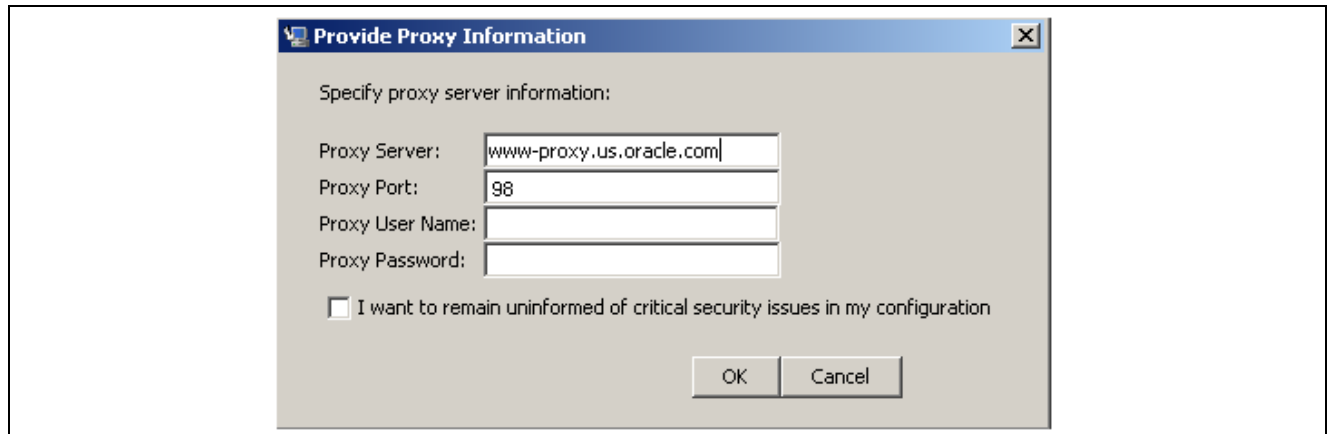 Provide Proxy Information
Specify proxy server information:
Proxy Server: www-proxy.us.oracle.com
Proxy Port: 98
Proxy User Name:
Proxy Password:
I want to remain uninformed of critical security issues in my configuration
OK Cancel